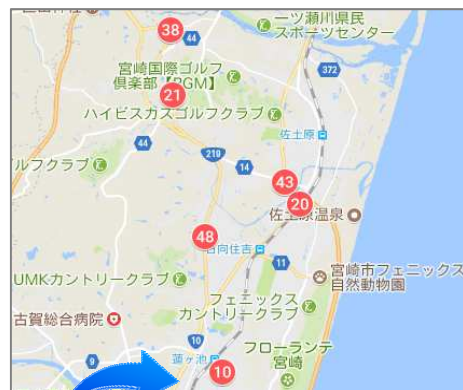 一ツ瀬川県民
スポーツセンター
38
44
宮崎国際ゴルフ
倶楽部【PGM】
372
21
ハイビスカスゴルフクラブ
佐土原
44
219
14
ルフクラブ
43
20
佐土原温泉
48
日向住吉
11
宮崎市フェニックス
自然動物園
UMKカントリークラブ
フェニックス
カントリークラブ
古賀総合病院
10
フローランテ
宮崎
9
蓮ヶ池
10